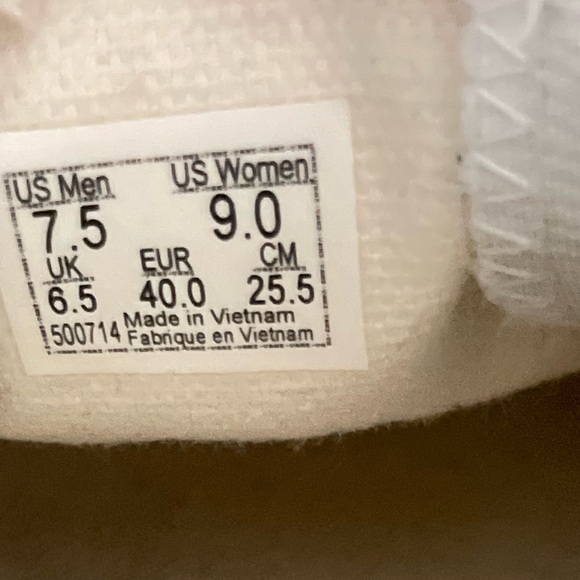 US Men US Women
7.5 9.0
UK EUR CM
6.5 40.0 25.5
500714 Made in Vietnam
Fabrique en Vietnam